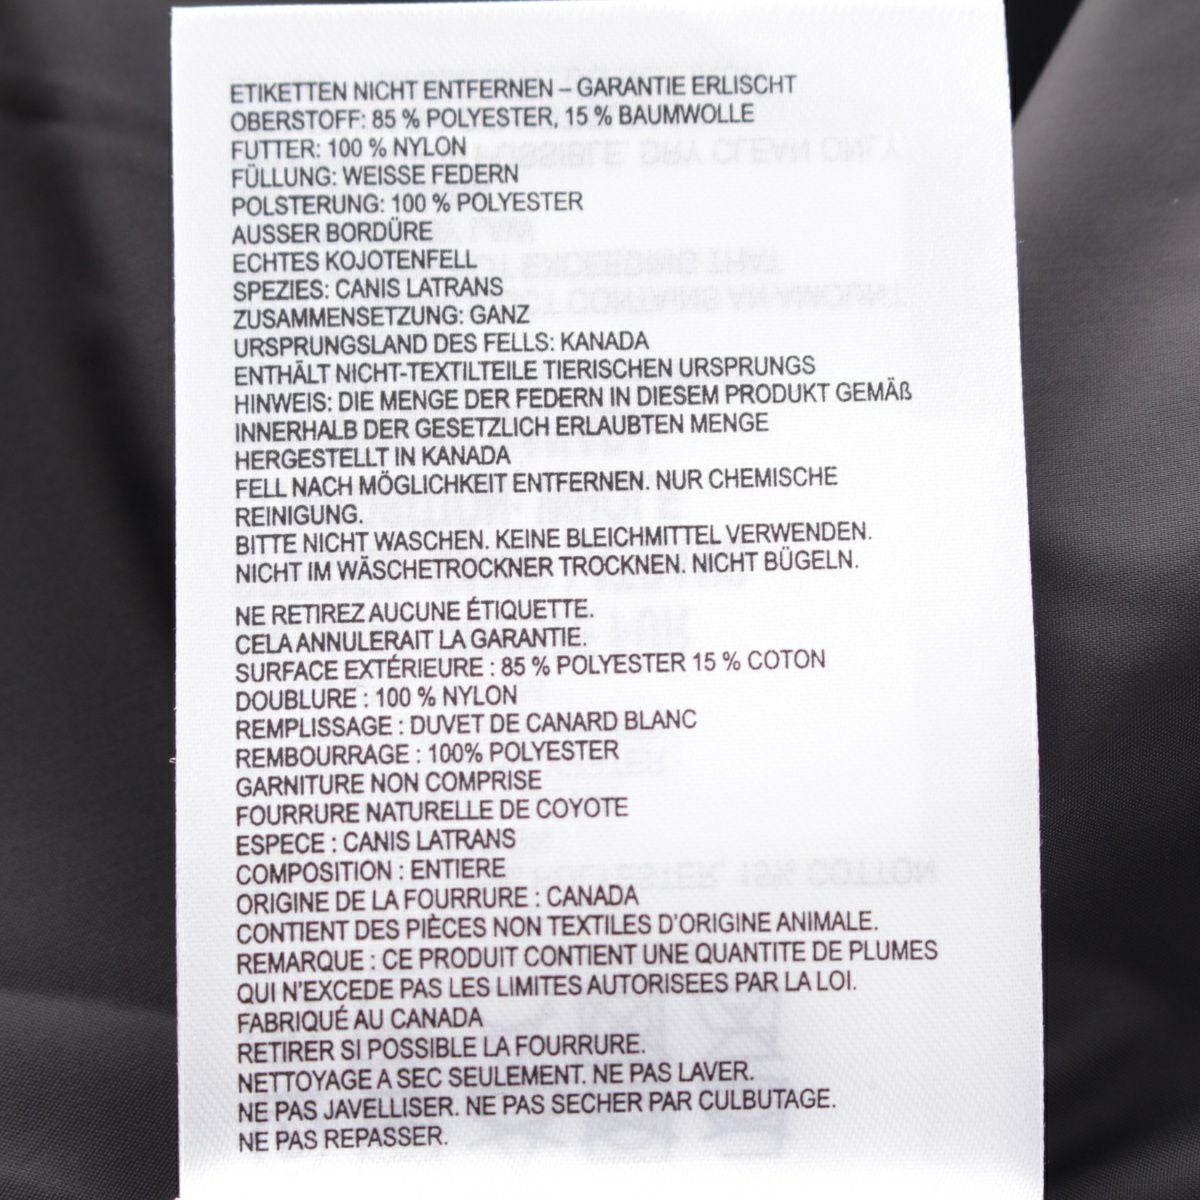 ETIKETTEN NICHT ENTFERNEN – GARANTIE ERLISCHT
OBERSTOFF: 85 % POLYESTER, 15 % BAUMWOLLE
FUTTER: 100 % NYLON
FÜLLUNG: WEISSE FEDERN
POLSTERUNG: 100 % POLYESTER
AUSSER BORDÜRE
ECHTES KOJOTENFELL
SPEZIES: CANIS LATRANS
ZUSAMMENSETZUNG: GANZ
URSPRUNGSLAND DES FELLS: KANADA
ENTHÄLT NICHT-TEXTILTEILE TIERISCHEN URSPRUNGS
HINWEIS: DIE MENGE DER FEDERN IN DIESEM PRODUKT GEMÄß
INNERHALB DER GESETZLICH ERLAUBTEN MENGE
HERGESTELLT IN KANADA
FELL NACH MÖGLICHKEIT ENTFERNEN. NUR CHEMISCHE
REINIGUNG.
BITTE NICHT WASCHEN. KEINE BLEICHMITTEL VERWENDEN.
NICHT IM WÄSCHETROCKNER TROCKNEN. NICHT BÜGELN.
NE RETIREZ AUCUNE ÉTIQUETTE.
CELA ANNULERAIT LA GARANTIE.
SURFACE EXTÉRIEURE : 85 % POLYESTER 15 % COTON
DOUBLURE : 100 % NYLON
REMPLISSAGE : DUVET DE CANARD BLANC
REMBOURRAGE : 100% POLYESTER
GARNITURE NON COMPRISE
FOURRURE NATURELLE DE COYOTE
ESPECE : CANIS LATRANS
COMPOSITION : ENTIERE
ORIGINE DE LA FOURRURE : CANADA
CONTIENT DES PIÈCES NON TEXTILES D'ORIGINE ANIMALE.
REMARQUE : CE PRODUIT CONTIENT UNE QUANTITE DE PLUMES
QUI N'EXCEDE PAS LES LIMITES AUTORISEES PAR LA LOI.
FABRIQUÉ AU CANADA
RETIRER SI POSSIBLE LA FOURRURE.
NETTOYAGE A SEC SEULEMENT. NE PAS LAVER.
NE PAS JAVELLISER. NE PAS SECHER PAR CULBUTAGE.
NE PAS REPASSER.